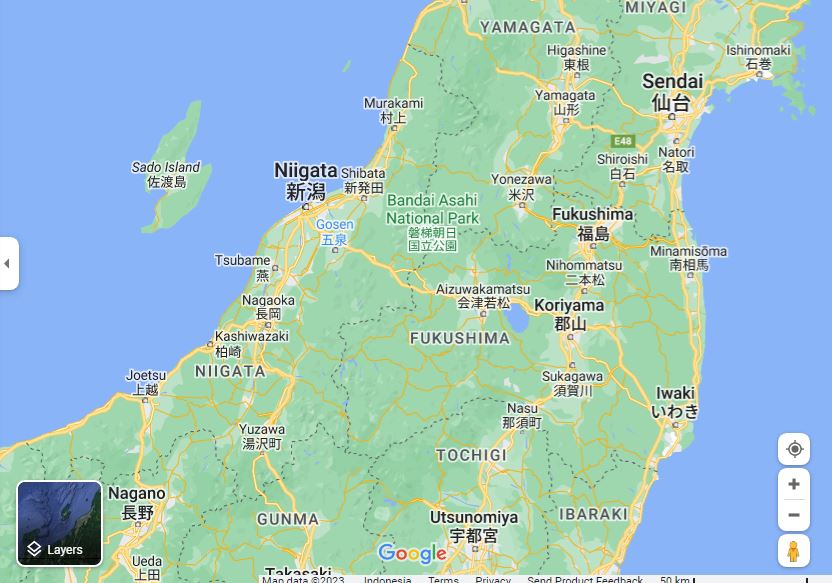 MIYAGI
YAMAGATA
Higashine
東根
Ishinomaki
石巻
Sendai
仙台
Yamagata
山形
Murakami
村上
E48
Natori
名取
Shiroishi
白石
Sado Island
佐渡島
Niigata
新潟
Shibata
新発田
Yonezawa
米沢
Bandai Asahi
National Park
磐梯朝日
国立公園
Fukushima
福島
Gosen
五泉
Minamisōma
南相馬
Tsubame
燕
Nihommatsu
二本松
Aizuwakamatsu
会津若松
Nagaoka
長岡
Koriyama
郡山
Kashiwazaki
柏崎
FUKUSHIMA
NIIGATA
Joetsu
上越
Sukagawa
須賀川
Iwaki
いわき
Nasu
那須町
Yuzawa
湯沢町
TOCHIGI
Nagano
長野
GUNMA
Utsunomiya
宇都宮
IBARAKI
Layers
Google
Ueda
上田
Takasaki
Map data ©2023 Indonesia Terms Privacy Send Product Feedback 50 km